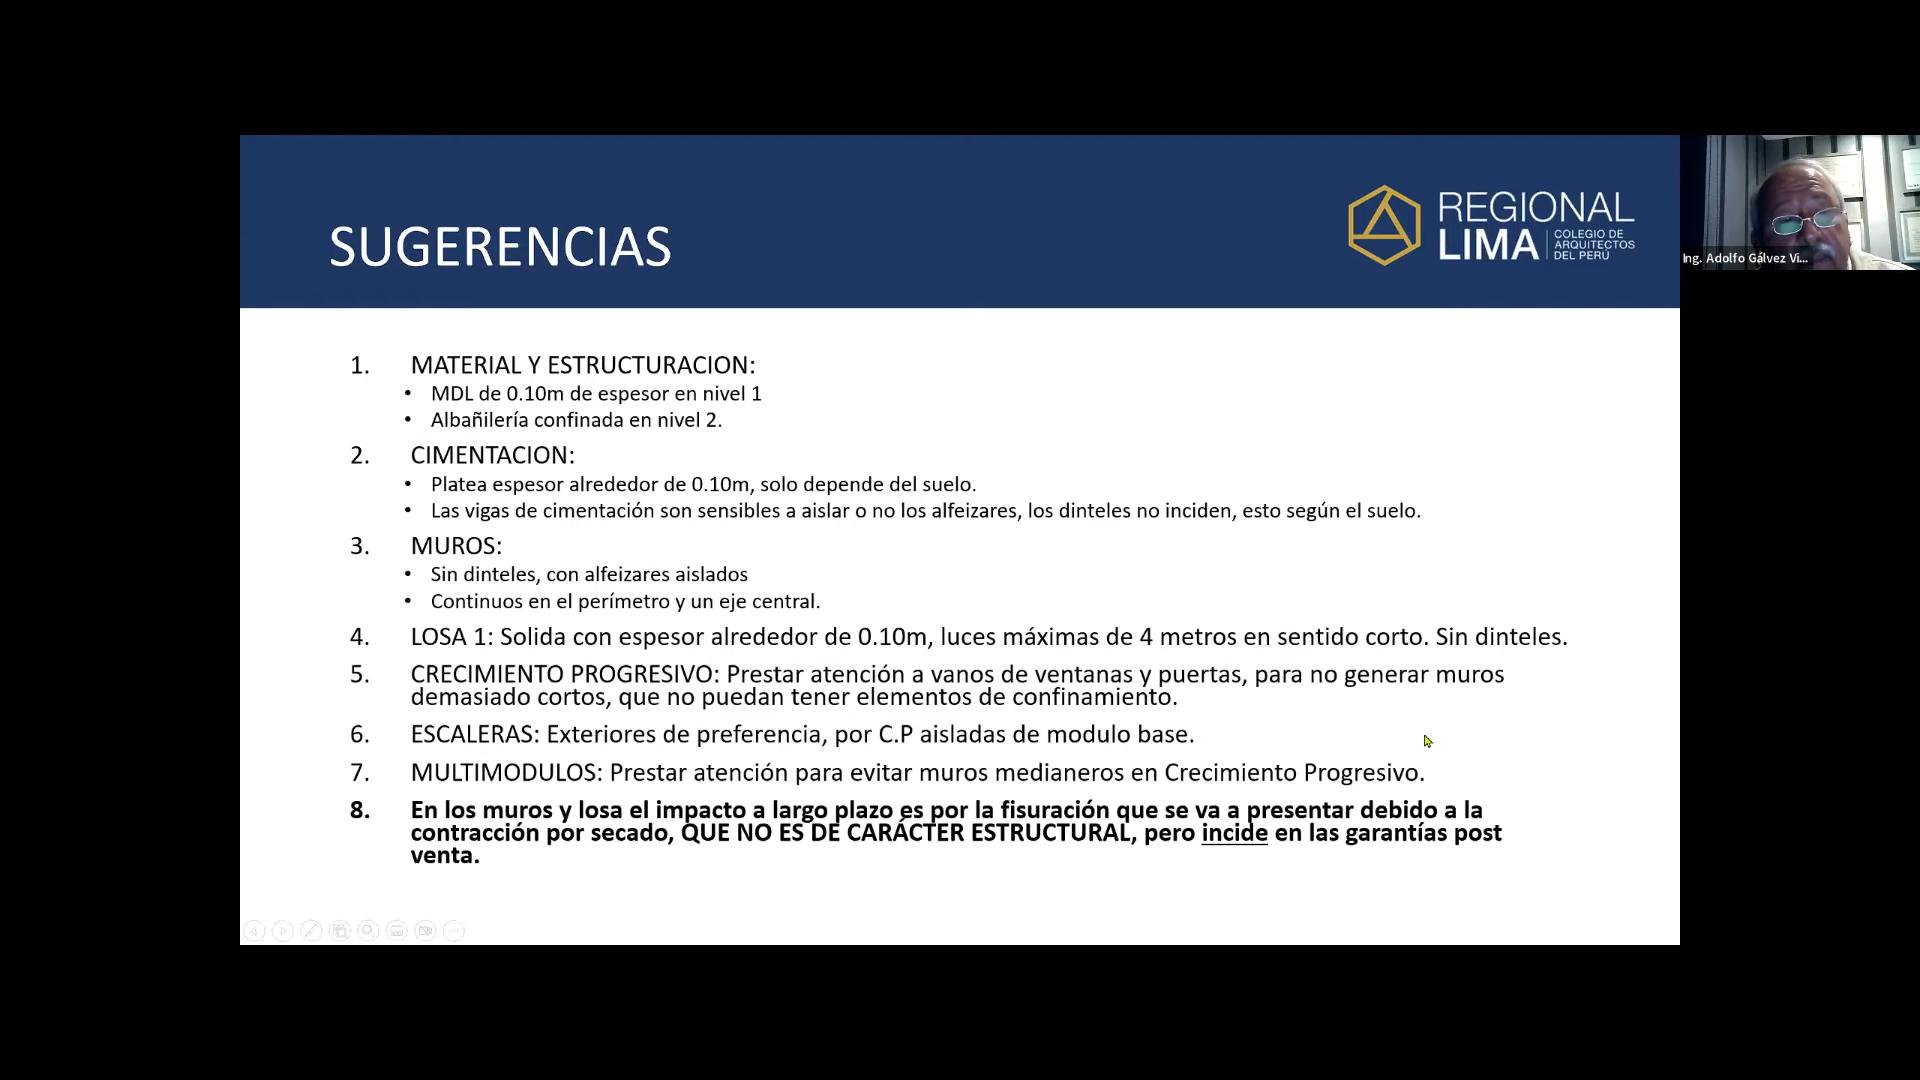 SUGERENCIAS
REGIONAL
LIMA
COLEGIO DE
ARQUITECTOS
DEL PERÚ
Ing. Adolfo Gálvez Vi...
1. MATERIAL Y ESTRUCTURACION:
• MDL de 0.10m de espesor en nivel 1
• Albañilería confinada en nivel 2.
2. CIMENTACION:
• Platea espesor alrededor de 0.10m, solo depende del suelo.
• Las vigas de cimentación son sensibles a aislar o no los alfeizares, los dinteles no inciden, esto según el suelo.
3. MUROS:
• Sin dinteles, con alfeizares aislados
• Continuos en el perímetro y un eje central.
4. LOSA 1: Solida con espesor alrededor de 0.10m, luces máximas de 4 metros en sentido corto. Sin dinteles.
5. CRECIMIENTO PROGRESIVO: Prestar atención a vanos de ventanas y puertas, para no generar muros
demasiado cortos, que no puedan tener elementos de confinamiento.
6. ESCALERAS: Exteriores de preferencia, por C.P aisladas de modulo base.
7. MULTIMODULOS: Prestar atención para evitar muros medianeros en Crecimiento Progresivo.
8. En los muros y losa el impacto a largo plazo es por la fisuración que se va a presentar debido a la
contracción por secado, QUE NO ES DE CARÁCTER ESTRUCTURAL, pero incide en las garantías post
venta.